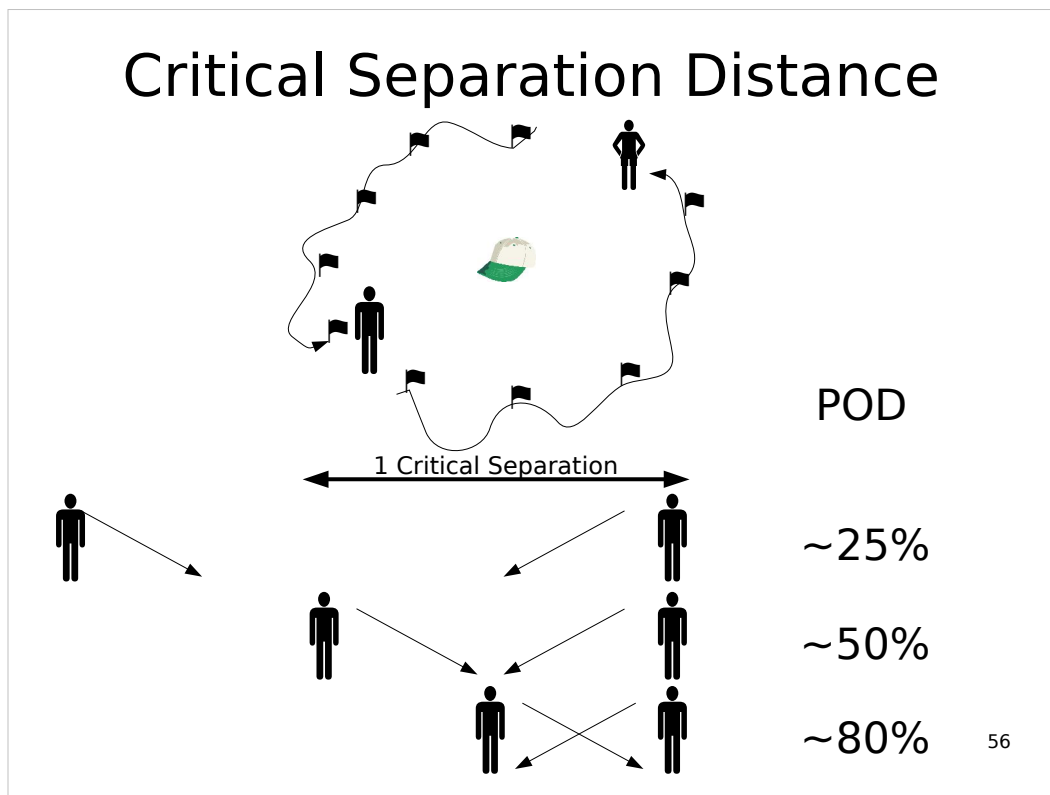 Critical Separation Distance
POD
1 Critical Separation
~25%
~50%
~80%
56